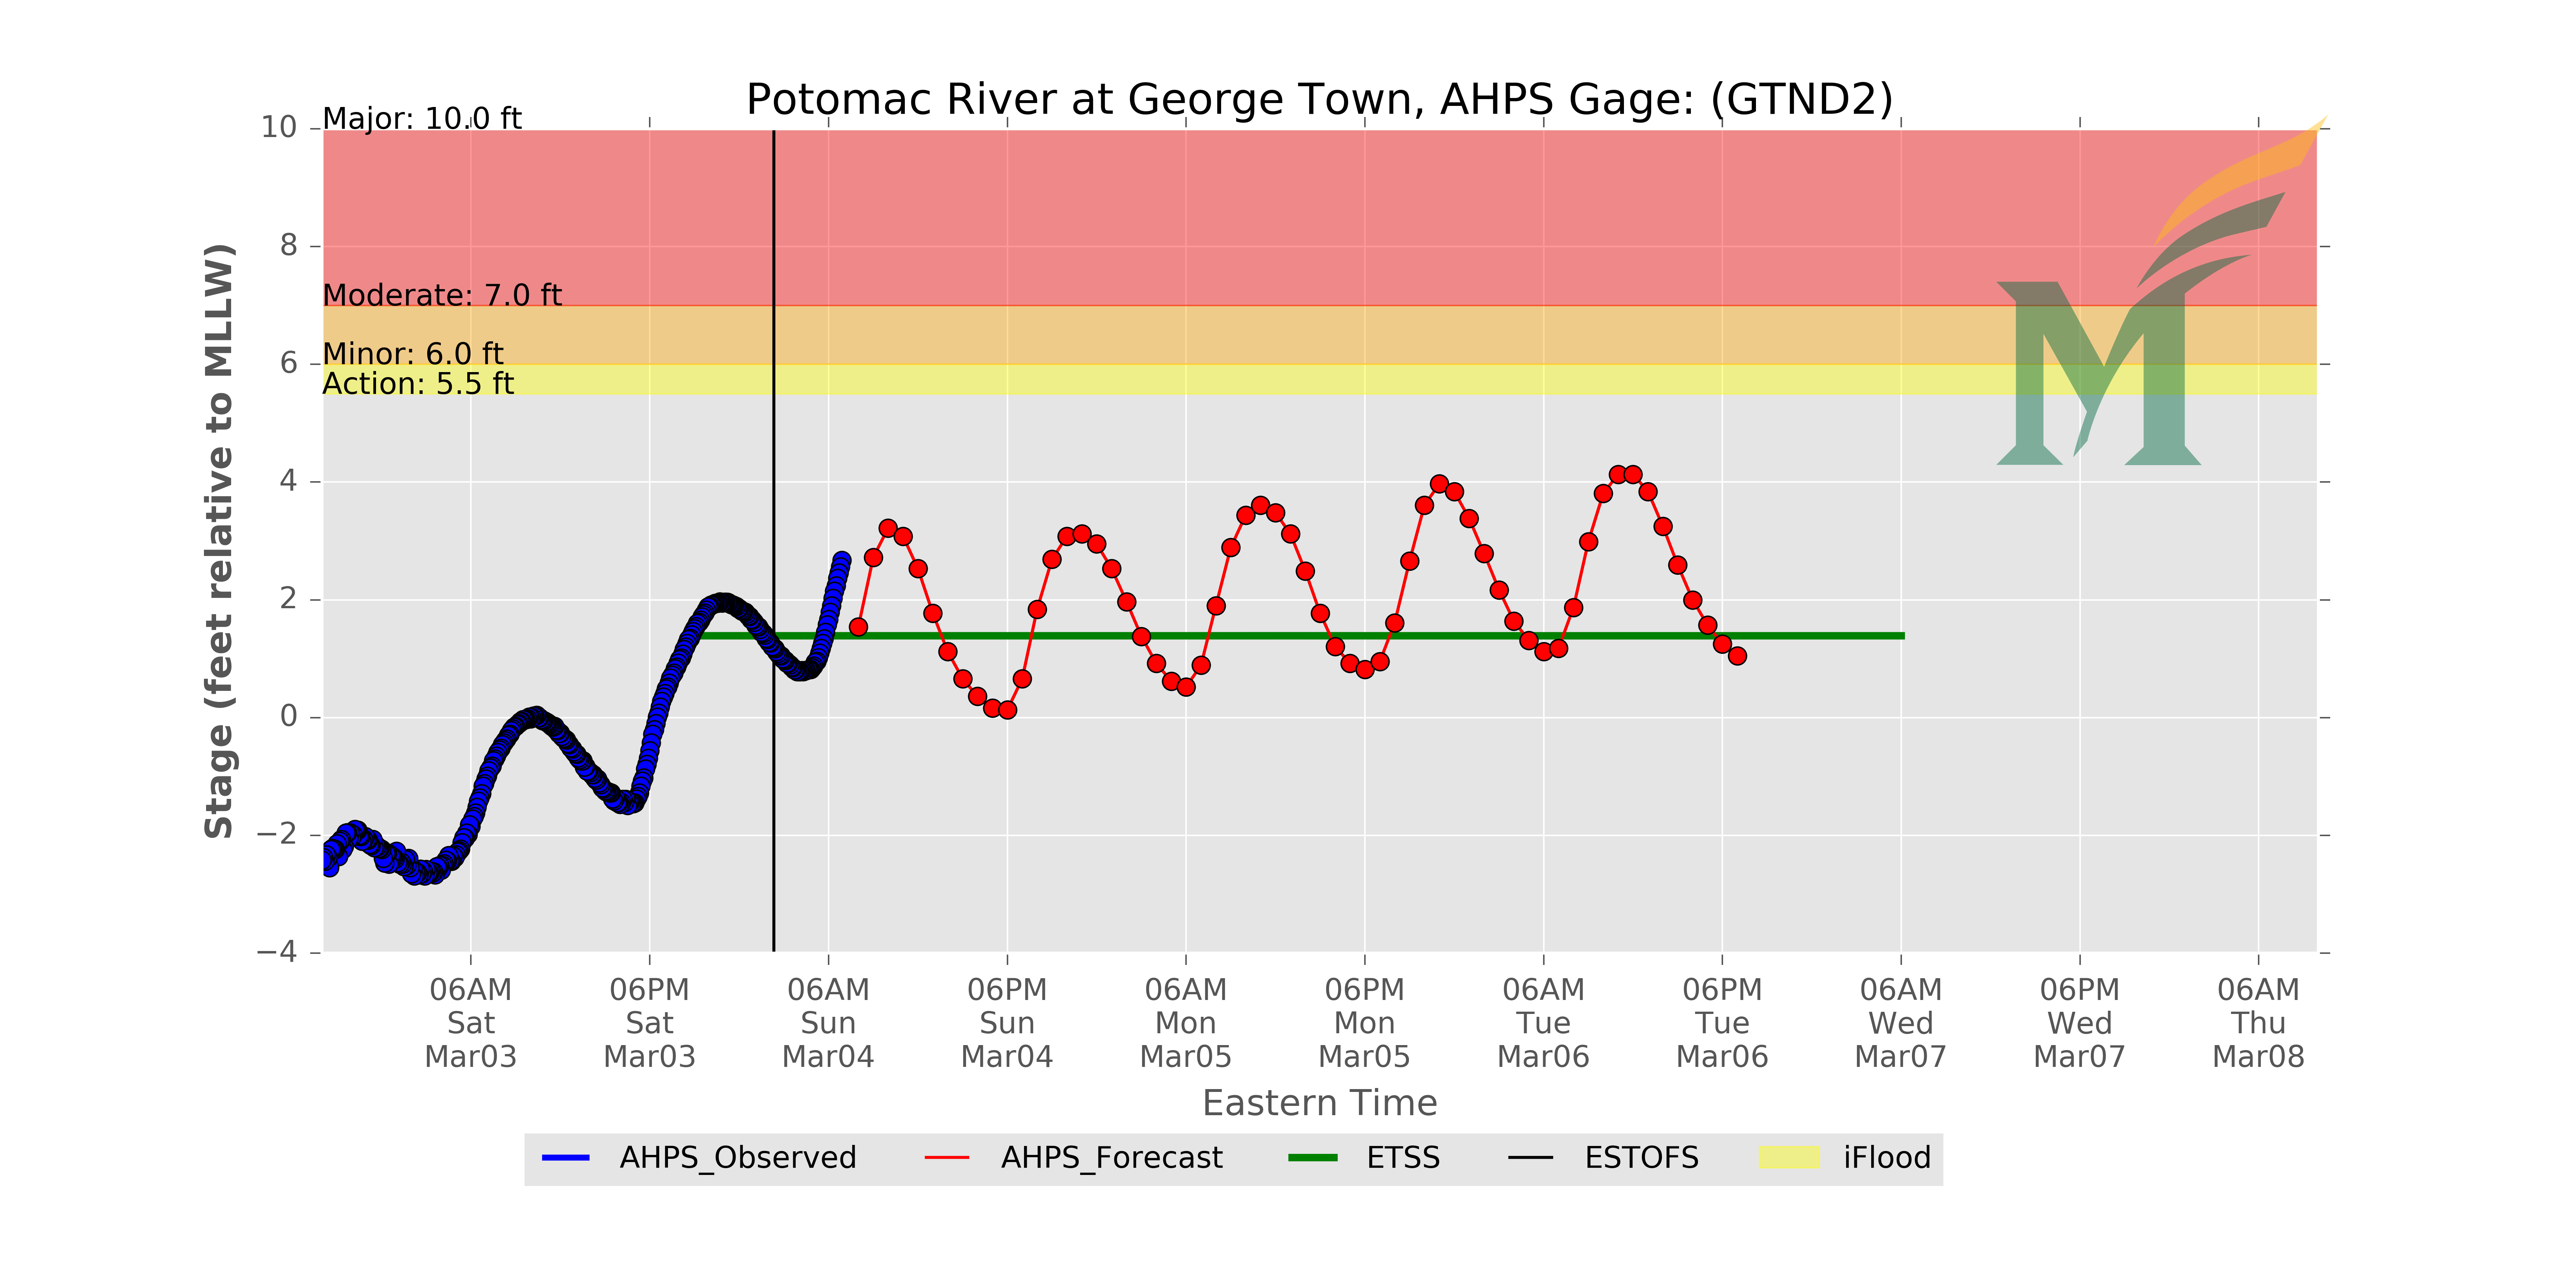 Potomac River at George Town, AHPS Gage: (GTND2)
Major: 10.0 ft
Moderate: 7.0 ft
Minor: 6.0 ft
Action: 5.5 ft
10
8
6
4
2
0
−2
−4
Stage (feet relative to MLLW)
06AM 06PM 06AM 06PM 06AM 06PM 06AM 06PM 06AM 06PM 06AM
Sat Sat Sun Sun Mon Mon Tue Tue Wed Wed Thu
Mar03 Mar03 Mar04 Mar04 Mar05 Mar05 Mar06 Mar06 Mar07 Mar07 Mar08
Eastern Time
AHPS_Observed AHPS_Forecast ETSS ESTOFS iFlood
M